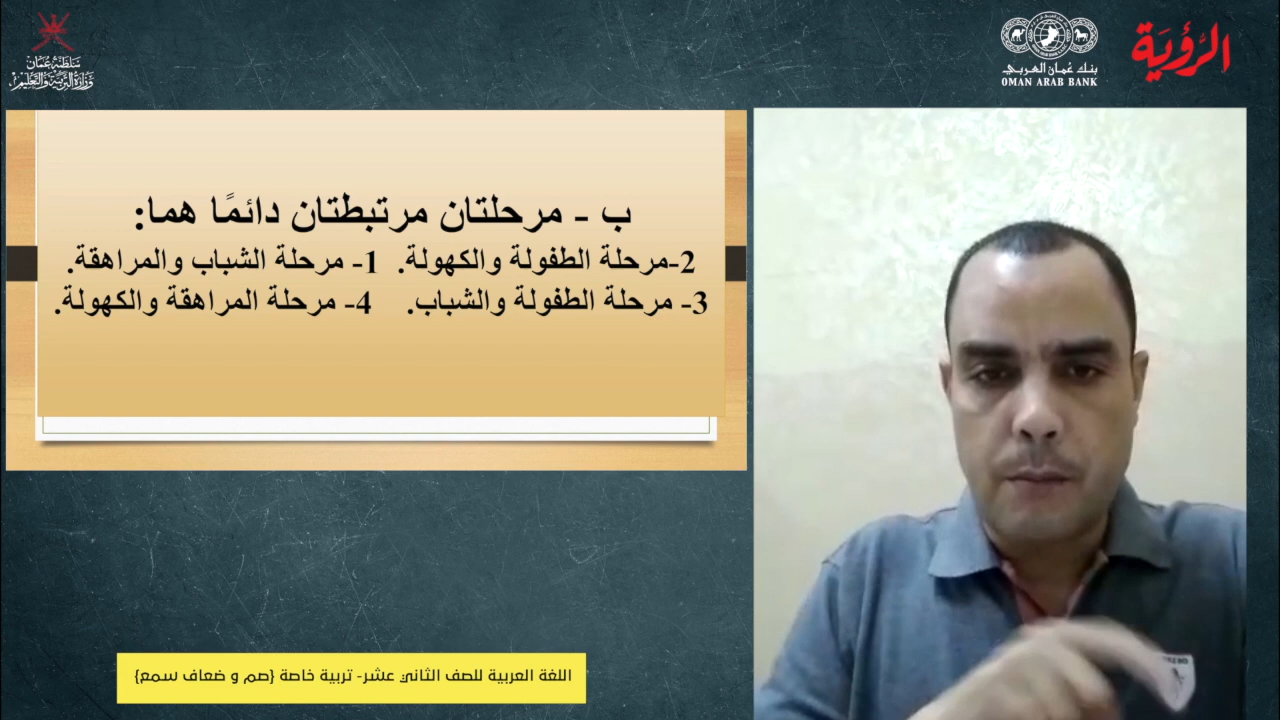 سلطنة عمان
وزارة التربية والتعليم
بنك عمان العربي
OMAN ARAB BANK
الرؤية
ب - مرحلتان مرتبطتان دائمًا هما:
2-مرحلة الطفولة والكهولة. 1- مرحلة الشباب والمراهقة.
3- مرحلة الطفولة والشباب. 4- مرحلة المراهقة والكهولة.
اللغة العربية للصف الثاني عشر- تربية خاصة {صم و ضعاف سمع}